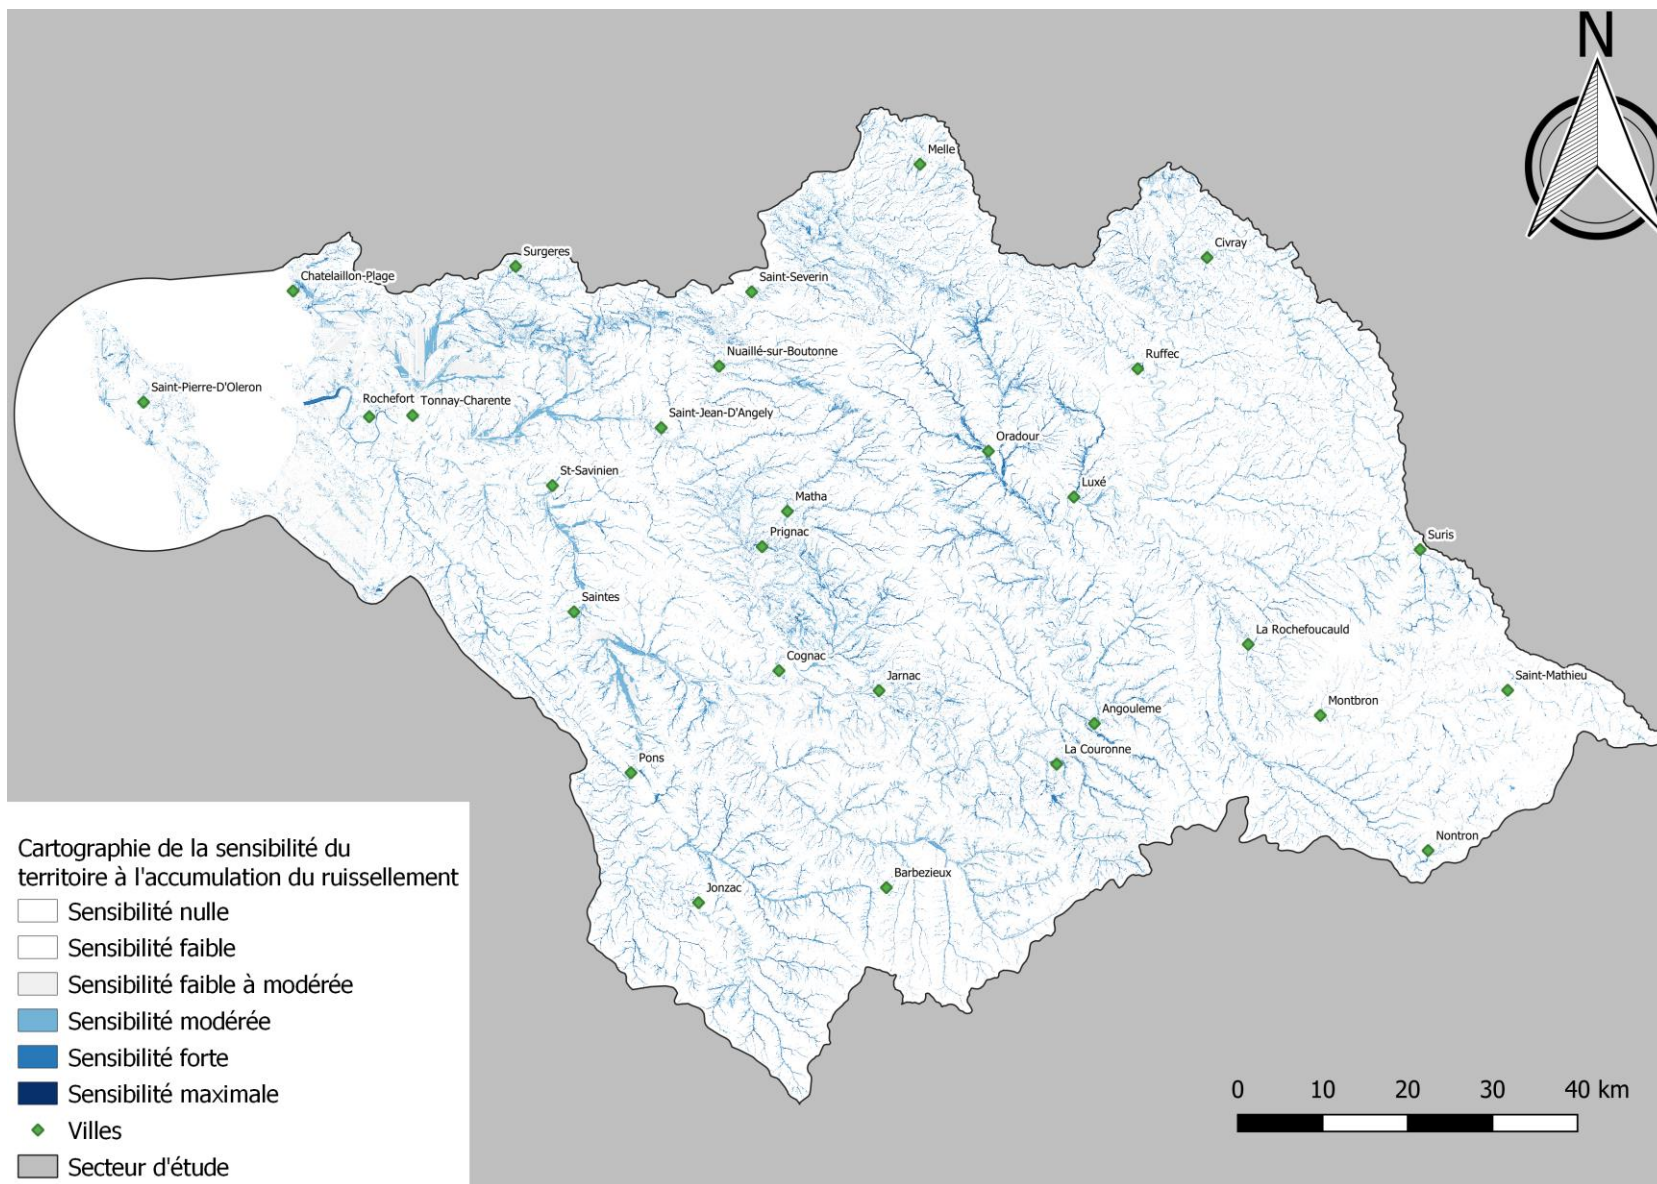 N
Melle
Civray
Surgeres
Chatelaillon-Plage
Saint-Severin
Nuaillé-sur-Boutonne
Ruffec
Saint-Pierre-D'Oleron
Rochefort
Tonnay-Charente
Saint-Jean-D'Angely
Oradour
St-Savinien
Luxé
Matha
Prignac
Suris
Saintes
La Rochefoucauld
Cognac
Jarnac
Saint-Mathieu
Montbron
Angouleme
La Couronne
Pons
Nontron
Barbezieux
Jonzac
Cartographie de la sensibilité du
territoire à l'accumulation du ruissellement
Sensibilité nulle
Sensibilité faible
Sensibilité faible à modérée
Sensibilité modérée
Sensibilité forte
Sensibilité maximale
Villes
Secteur d'étude
0 10 20 30 40 km